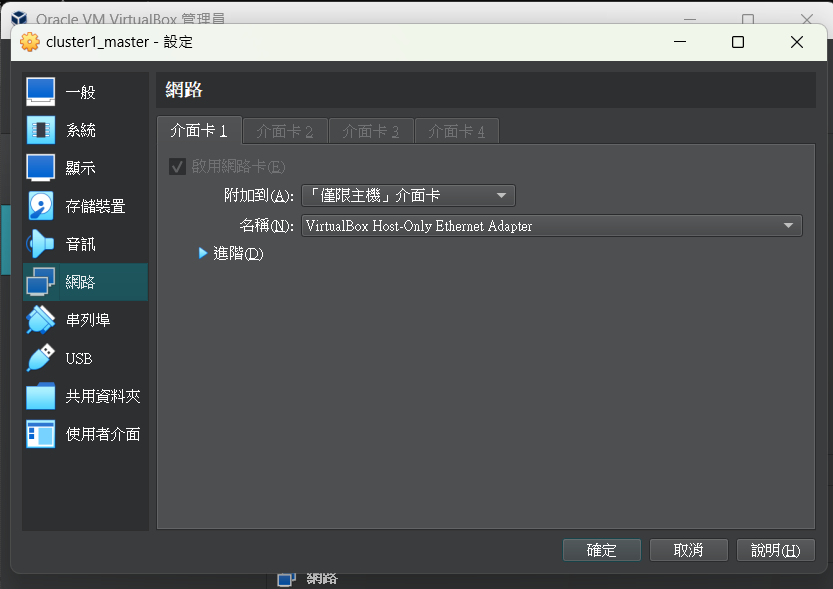 Oracle VM VirtualBox 管理員
cluster1_master - 設定
一般
系統
顯示
存儲裝置
音訊
網路
串列埠
USB
共用資料夾
使用者介面
網路
介面卡 1
介面卡 2
介面卡 3
介面卡 4
啟用網路卡(E)
附加到(A): 「僅限主機」介面卡
名稱(N): VirtualBox Host-Only Ethernet Adapter
進階(D)
確定
取消
說明(H)
網路